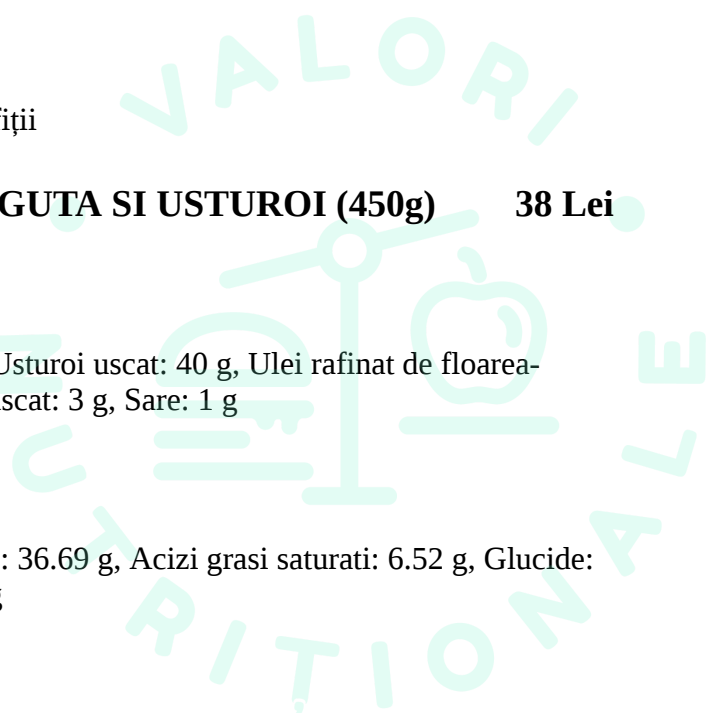 iții
GUTA SI USTUROI (450g) 38 Lei
Usturoi uscat: 40 g, Ulei rafinat de floarea-
scat: 3 g, Sare: 1 g
: 36.69 g, Acizi grasi saturati: 6.52 g, Glucide:
g
VALORI NUTRITIONALE